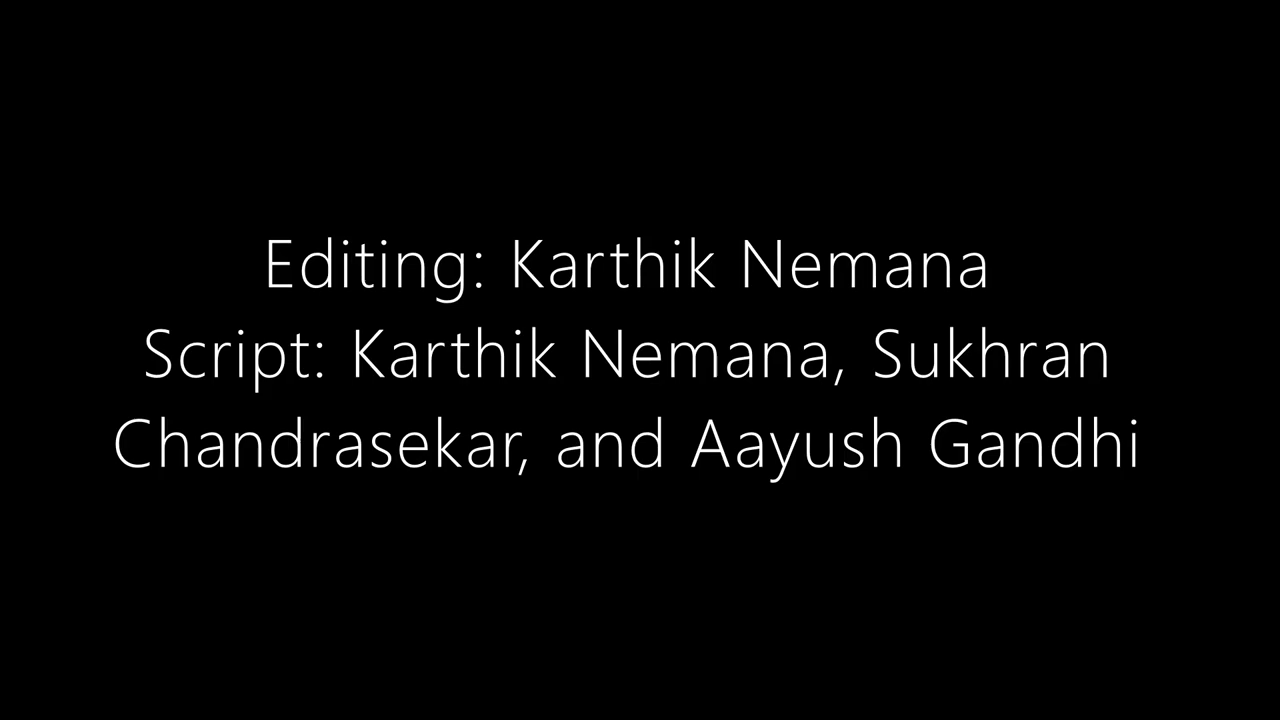 Editing: Karthik Nemana
Script: Karthik Nemana, Sukhran
Chandrasekar, and Aayush Gandhi